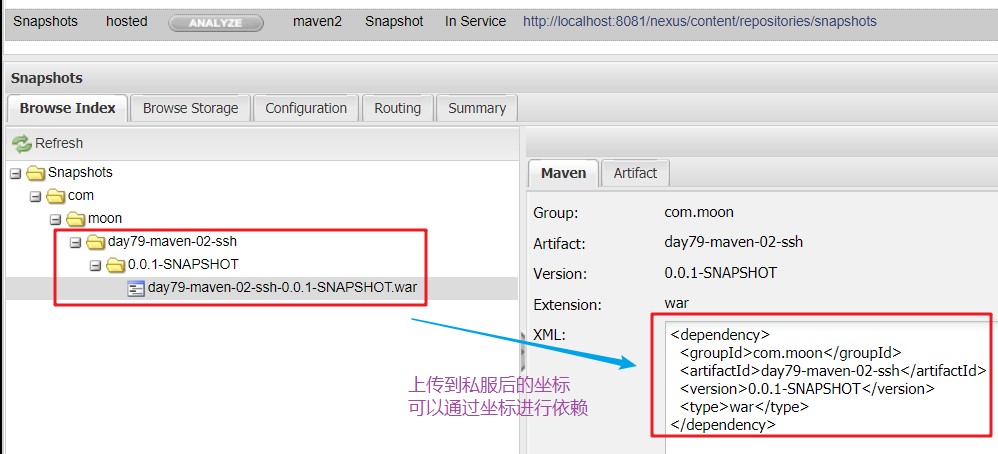 Snapshots hosted ANALYZE maven2 Snapshot In Service http://localhost:8081/nexus/content/repositories/snapshots
Snapshots
Browse Index Browse Storage Configuration Routing Summary
Refresh
Snapshots
com
moon
day79-maven-02-ssh
0.0.1-SNAPSHOT
day79-maven-02-ssh-0.0.1-SNAPSHOT.war
Maven Artifact
Group: com.moon
Artifact: day79-maven-02-ssh
Version: 0.0.1-SNAPSHOT
Extension: war
XML:
<dependency>
<groupId>com.moon</groupId>
<artifactId>day79-maven-02-ssh</artifactId>
<version>0.0.1-SNAPSHOT</version>
<type>war</type>
</dependency>
上传到私服后的坐标
可以通过坐标进行依赖